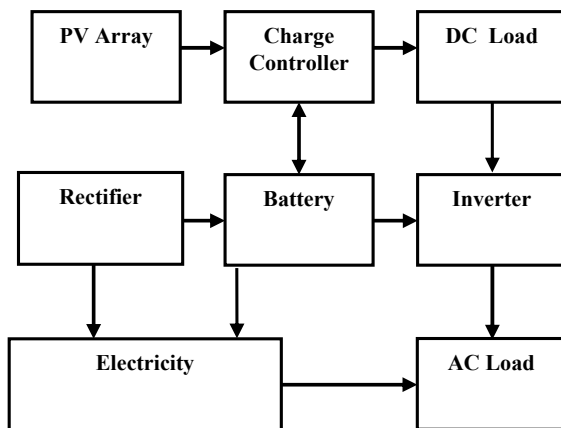 PV Array
Charge
Controller
DC Load
Rectifier
Battery
Inverter
Electricity
AC Load